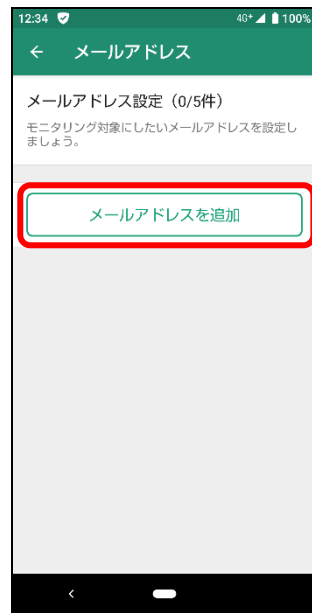 12:34 4G+ 100%
メールアドレス
メールアドレス設定（0/5件）
モニタリング対象にしたいメールアドレスを設定し
ましょう。
メールアドレスを追加